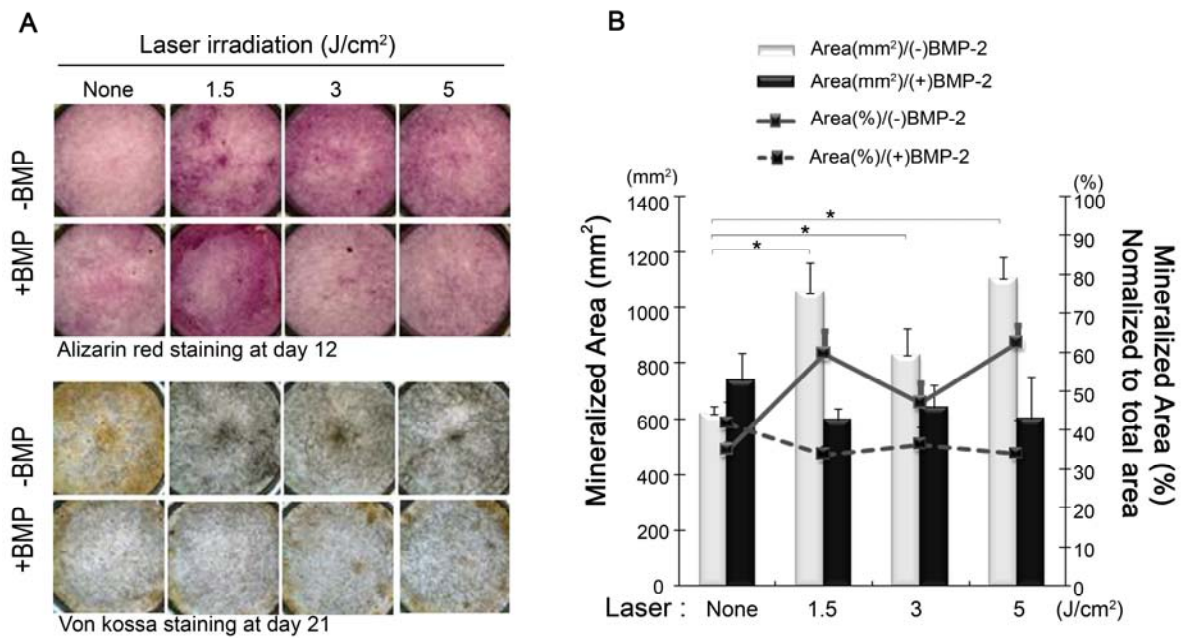 A
Laser irradiation (J/cm²)
None 1.5 3 5
-BMP
+BMP
Alizarin red staining at day 12
-BMP
+BMP
Von kossa staining at day 21
B
Area(mm²)/(-)BMP-2
Area(mm²)/(+)BMP-2
Area(%)/(-)BMP-2
Area(%)/(+)BMP-2
(mm²)
(%)
Mineralized Area (mm²)
1400
1200
1000
800
600
400
200
0
* * *
100
90
80
70
60
50
40
30
20
10
0
Mineralized Area (%)
Nomalized to total area
Laser : None 1.5 3 5 (J/cm²)